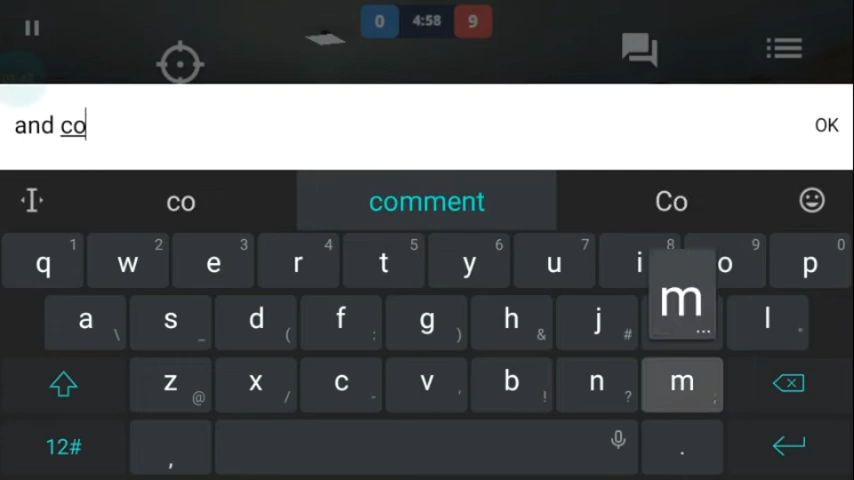 0 4:58 9
and co
OK
co comment Co
1 2 3 4 5 6 7 8 9 0
q w e r t y u i o p
m
...
a s d f g h j l
\ _ ( : ) & #
z x c v b n m
@ / - ' ! ? ;
12# , .